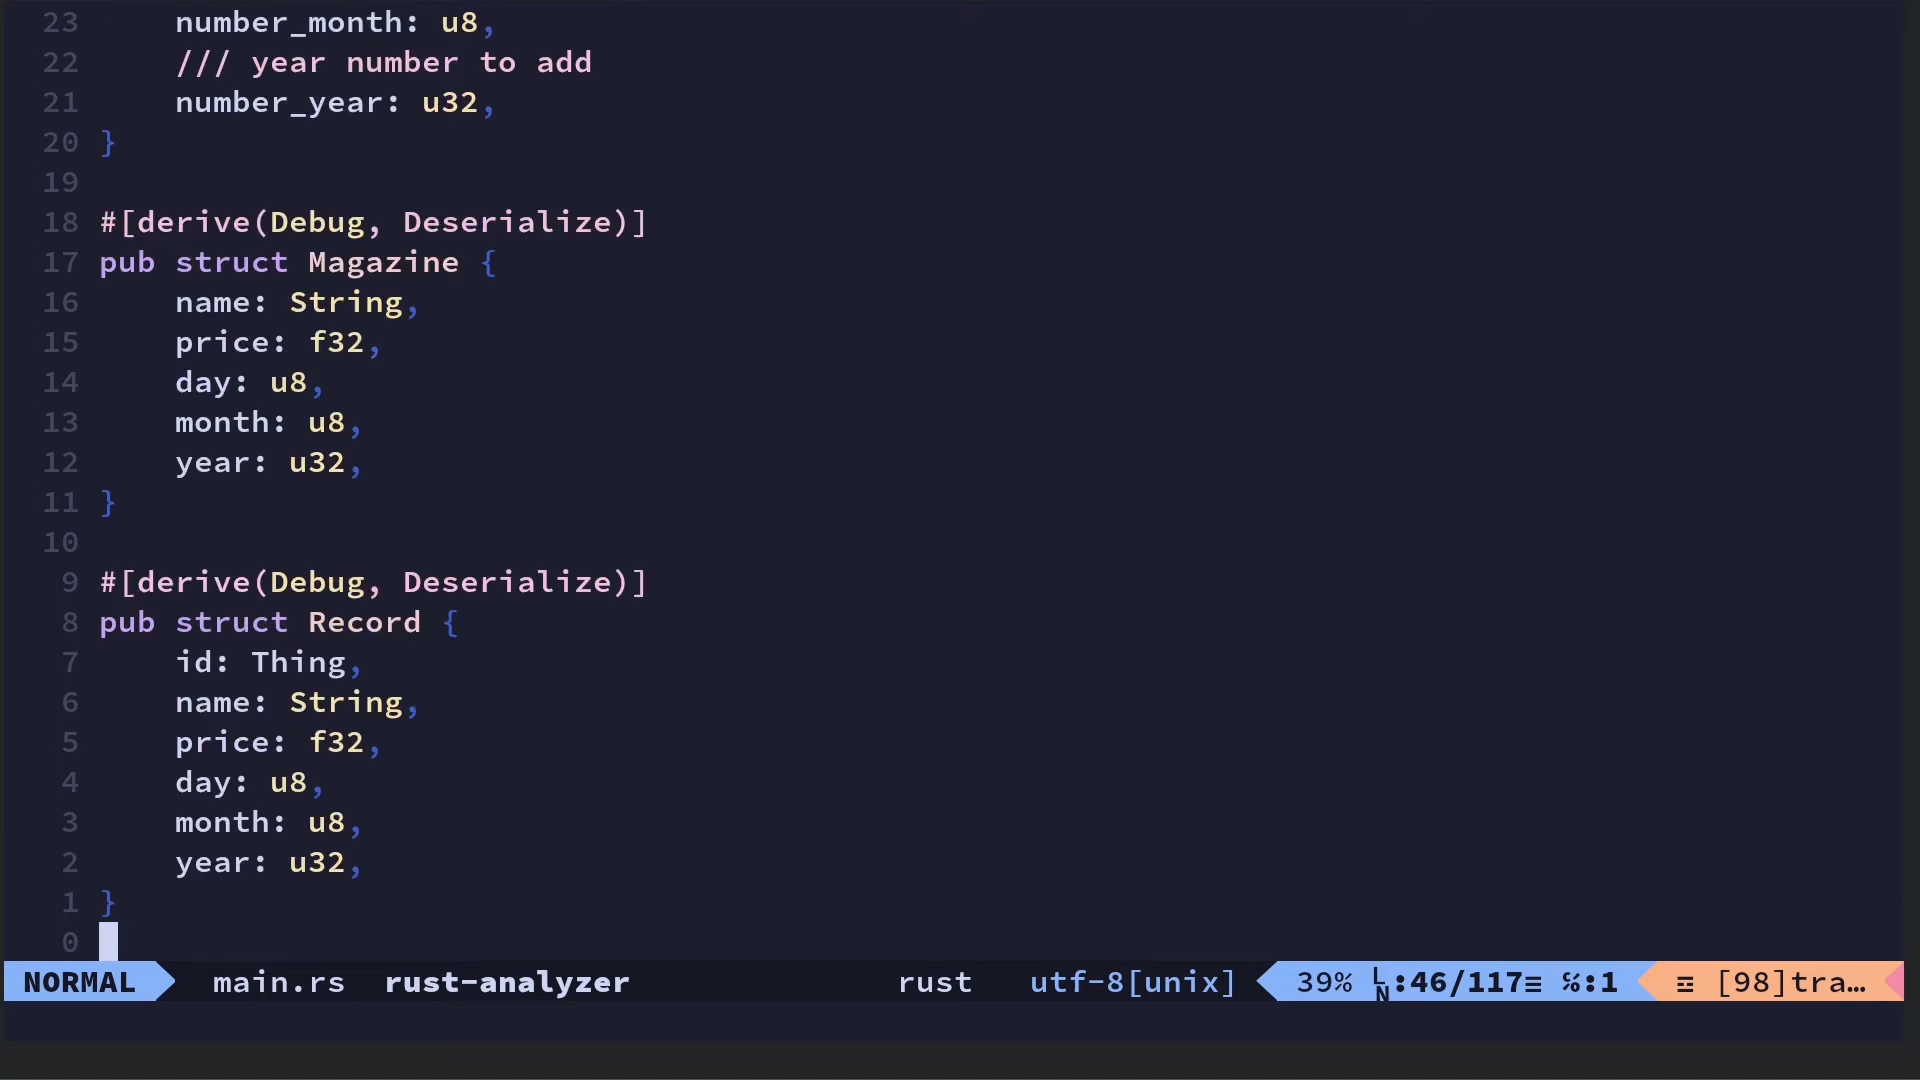 23 number_month: u8,
22 /// year number to add
21 number_year: u32,
20 }
19
18 #[derive(Debug, Deserialize)]
17 pub struct Magazine {
16 name: String,
15 price: f32,
14 day: u8,
13 month: u8,
12 year: u32,
11 }
10
9 #[derive(Debug, Deserialize)]
8 pub struct Record {
7 id: Thing,
6 name: String,
5 price: f32,
4 day: u8,
3 month: u8,
2 year: u32,
1 }
0
NORMAL main.rs rust-analyzer rust utf-8[unix] 39% LN:46/117≡ ℅:1 ☲ [98]tra…